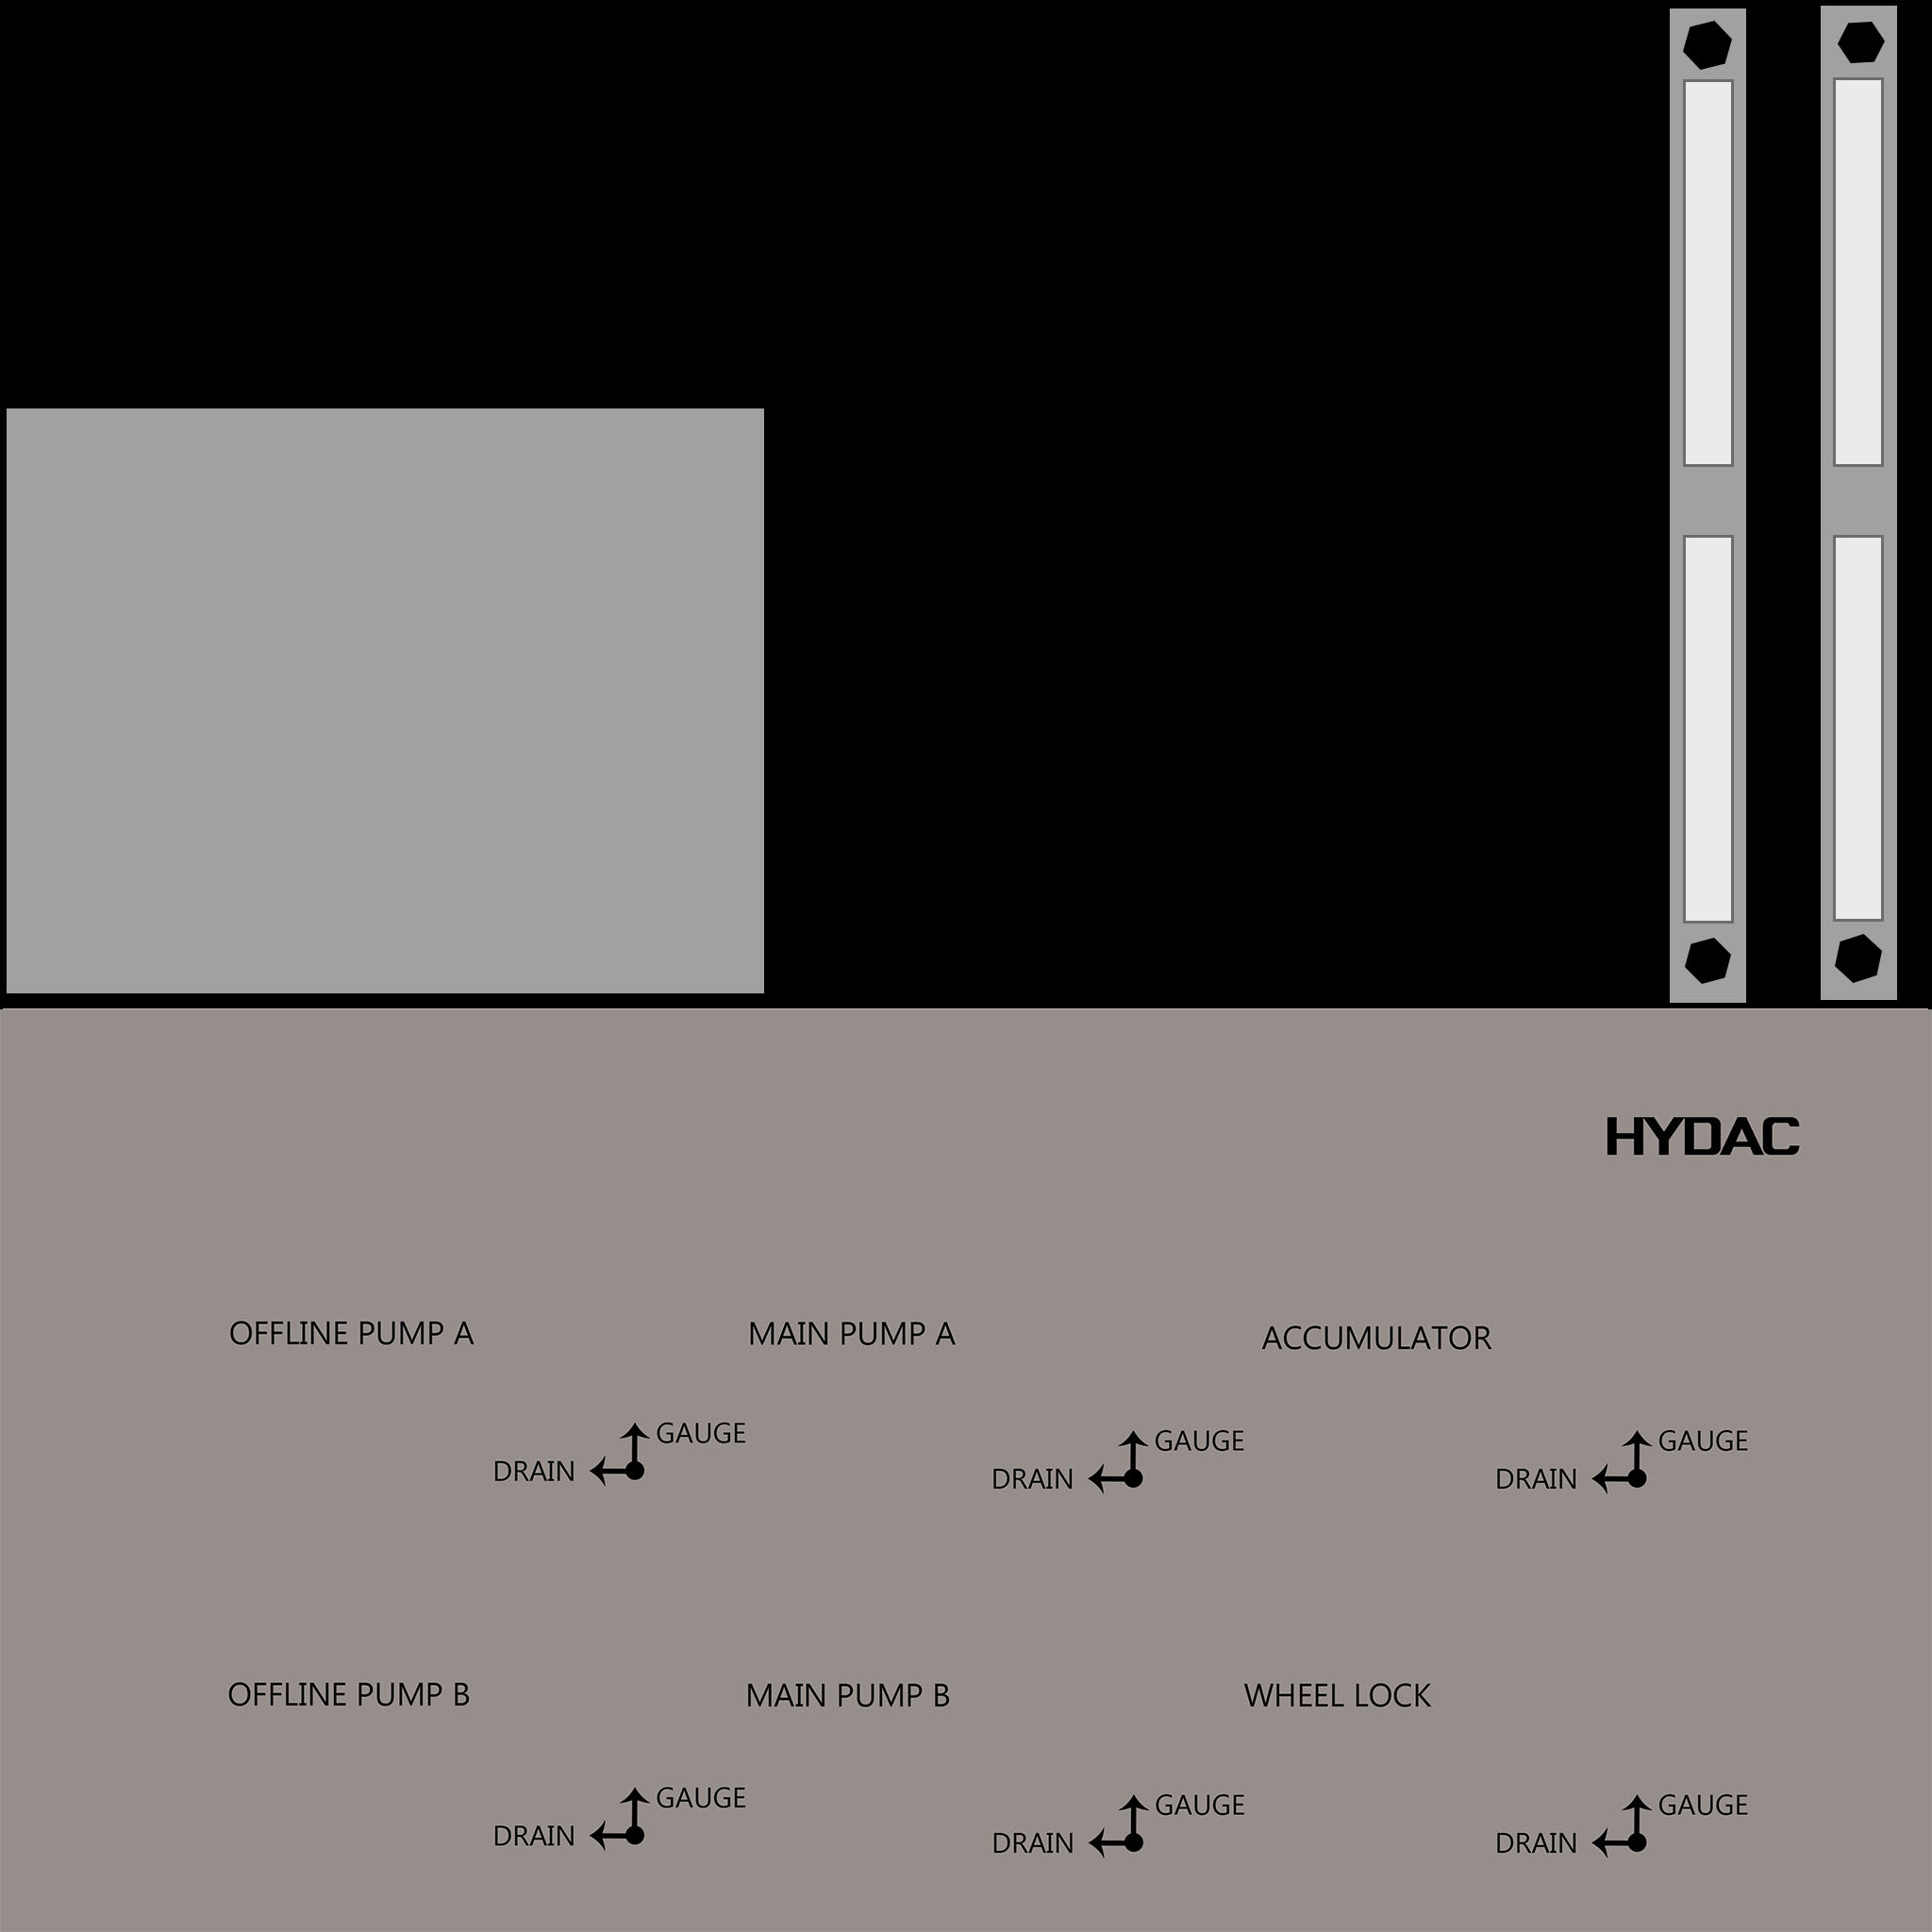 HYDAC
OFFLINE PUMP A
MAIN PUMP A
ACCUMULATOR
GAUGE
DRAIN
GAUGE
DRAIN
GAUGE
DRAIN
OFFLINE PUMP B
MAIN PUMP B
WHEEL LOCK
GAUGE
DRAIN
GAUGE
DRAIN
GAUGE
DRAIN